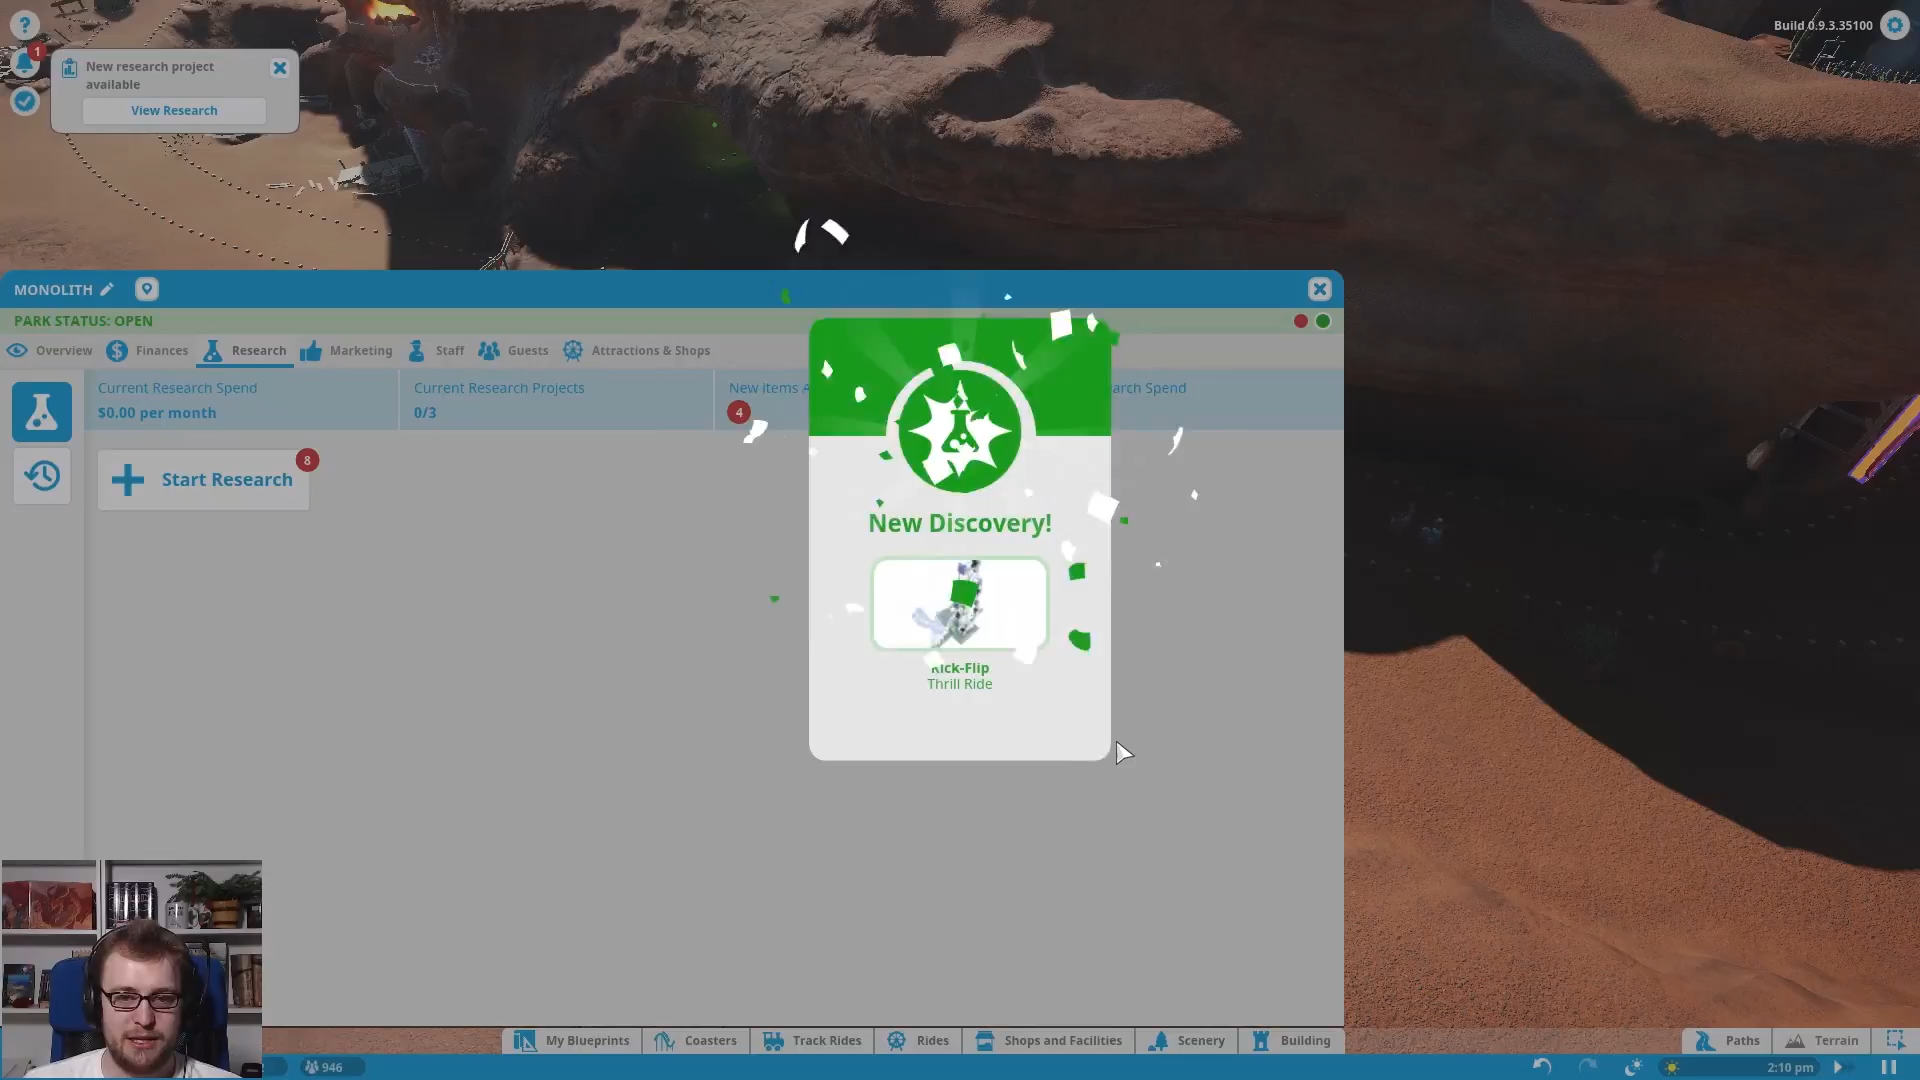 ?
Build 0.9.3.35100
1
New research project
available
View Research
MONOLITH
PARK STATUS: OPEN
Overview
Finances
Research
Marketing
Staff
Guests
Attractions & Shops
Current Research Spend
$0.00 per month
Current Research Projects
0/3
New Items A
4
arch Spend
8
Start Research
New Discovery!
Kick-Flip
Thrill Ride
My Blueprints
Coasters
Track Rides
Rides
Shops and Facilities
Scenery
Building
Paths
Terrain
946
2:10 pm